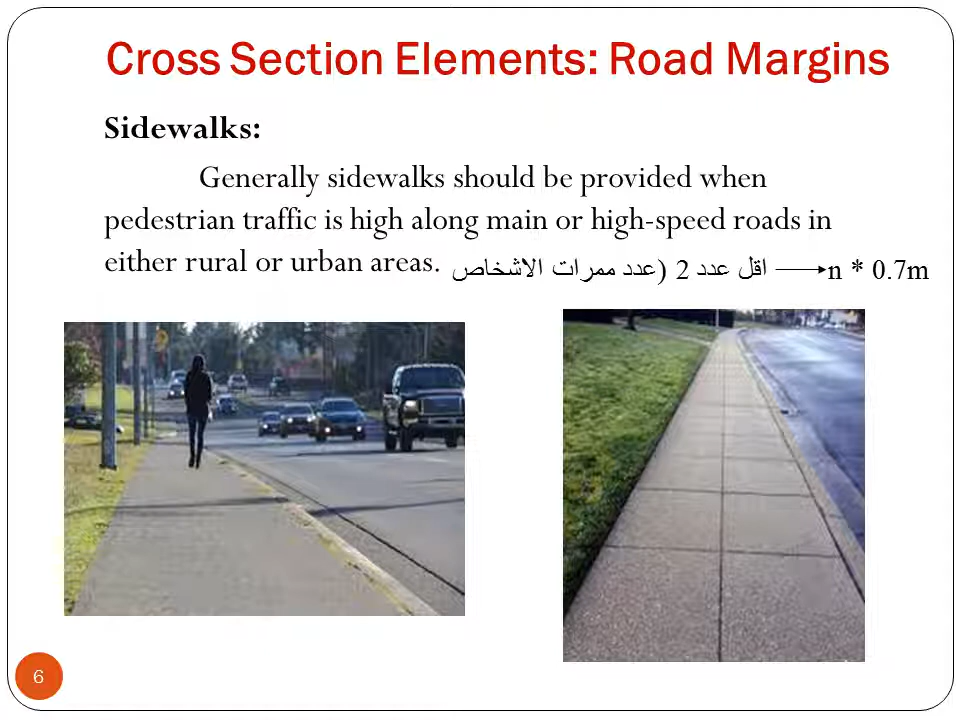 Cross Section Elements: Road Margins
Sidewalks:
Generally sidewalks should be provided when
pedestrian traffic is high along main or high-speed roads in
either rural or urban areas.
اقل عدد 2 (عدد ممرات الاشخاص
n * 0.7m
6